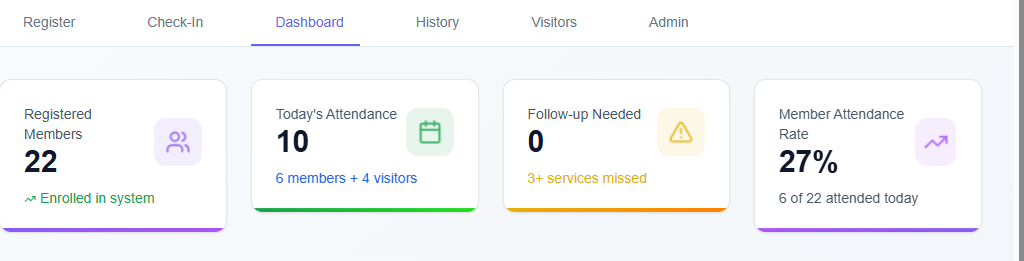 Register Check-In Dashboard History Visitors Admin
Registered
Members
22
Enrolled in system
Today's Attendance
10
6 members + 4 visitors
Follow-up Needed
0
3+ services missed
Member Attendance
Rate
27%
6 of 22 attended today